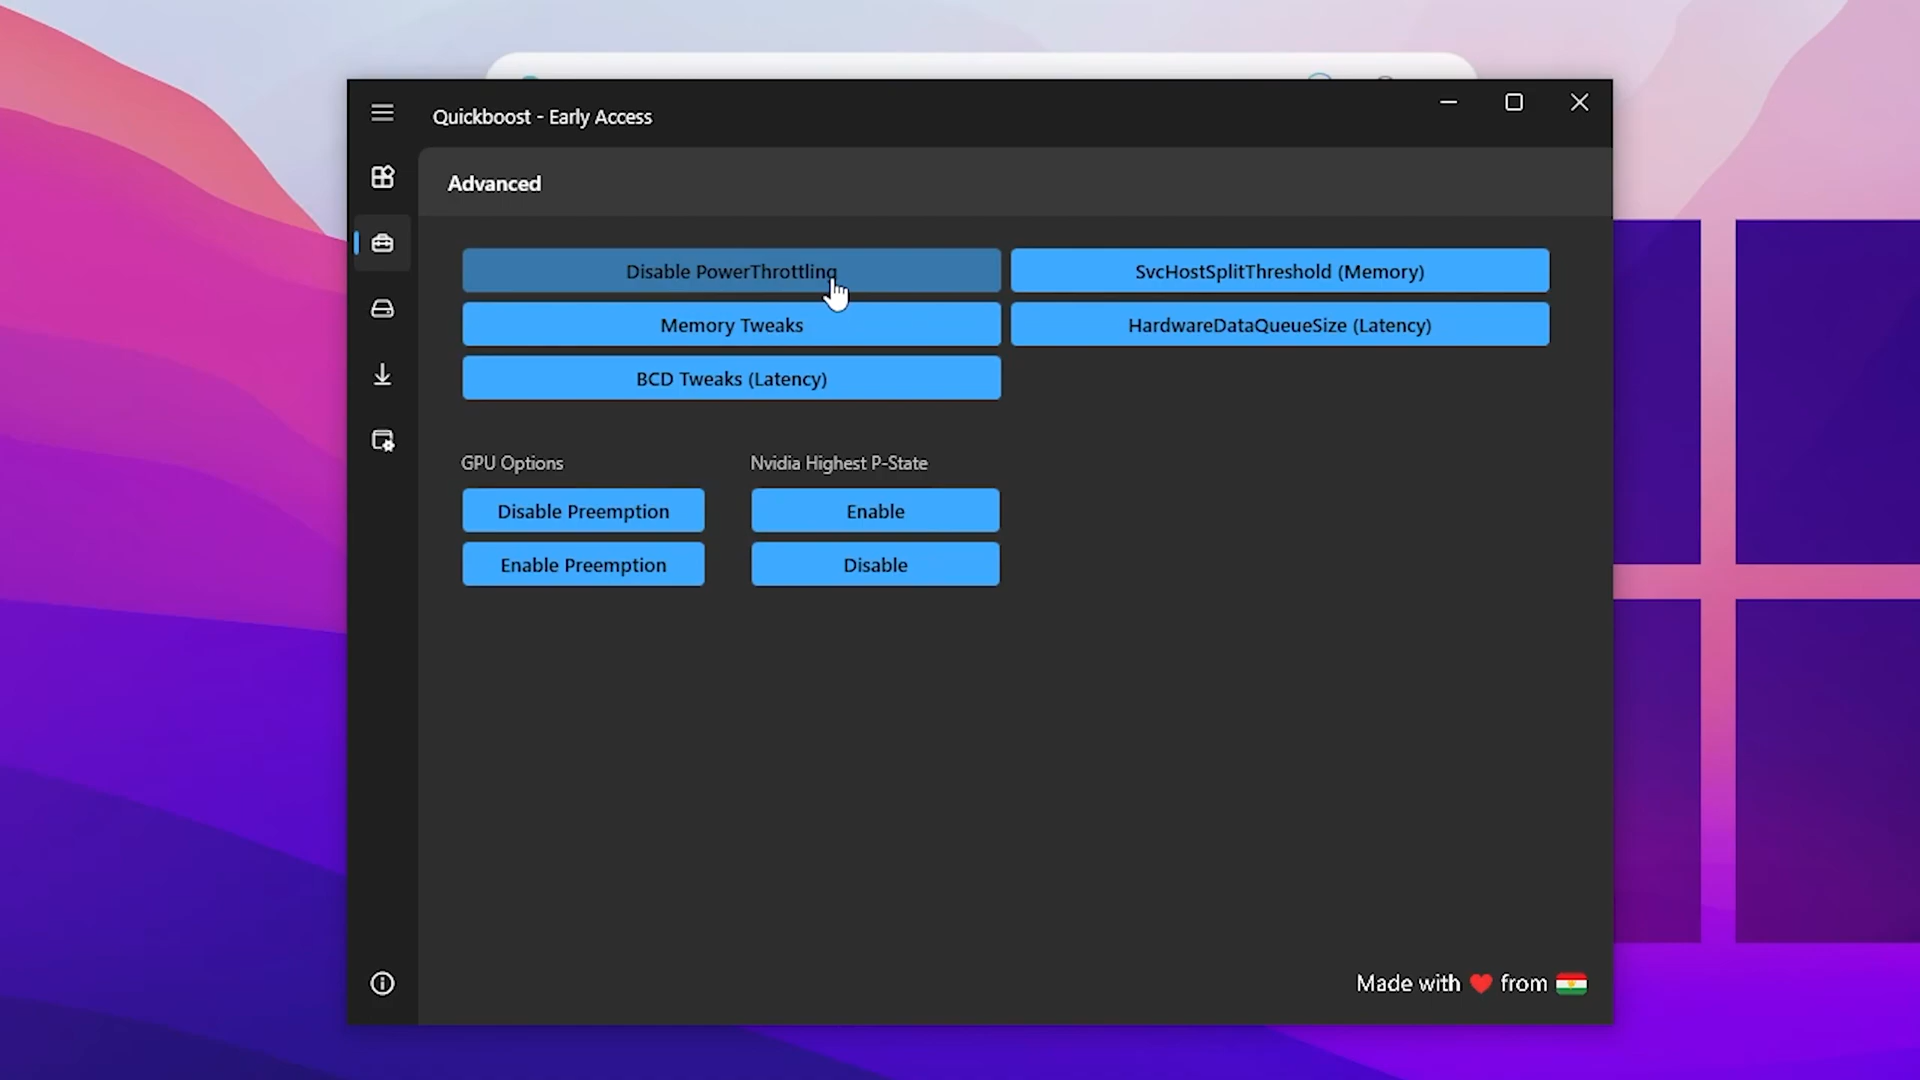 Quickboost - Early Access
Advanced
Disable PowerThrottling
SvcHostSplitThreshold (Memory)
Memory Tweaks
HardwareDataQueueSize (Latency)
BCD Tweaks (Latency)
GPU Options
Nvidia Highest P-State
Disable Preemption
Enable
Enable Preemption
Disable
Made with ❤️ from